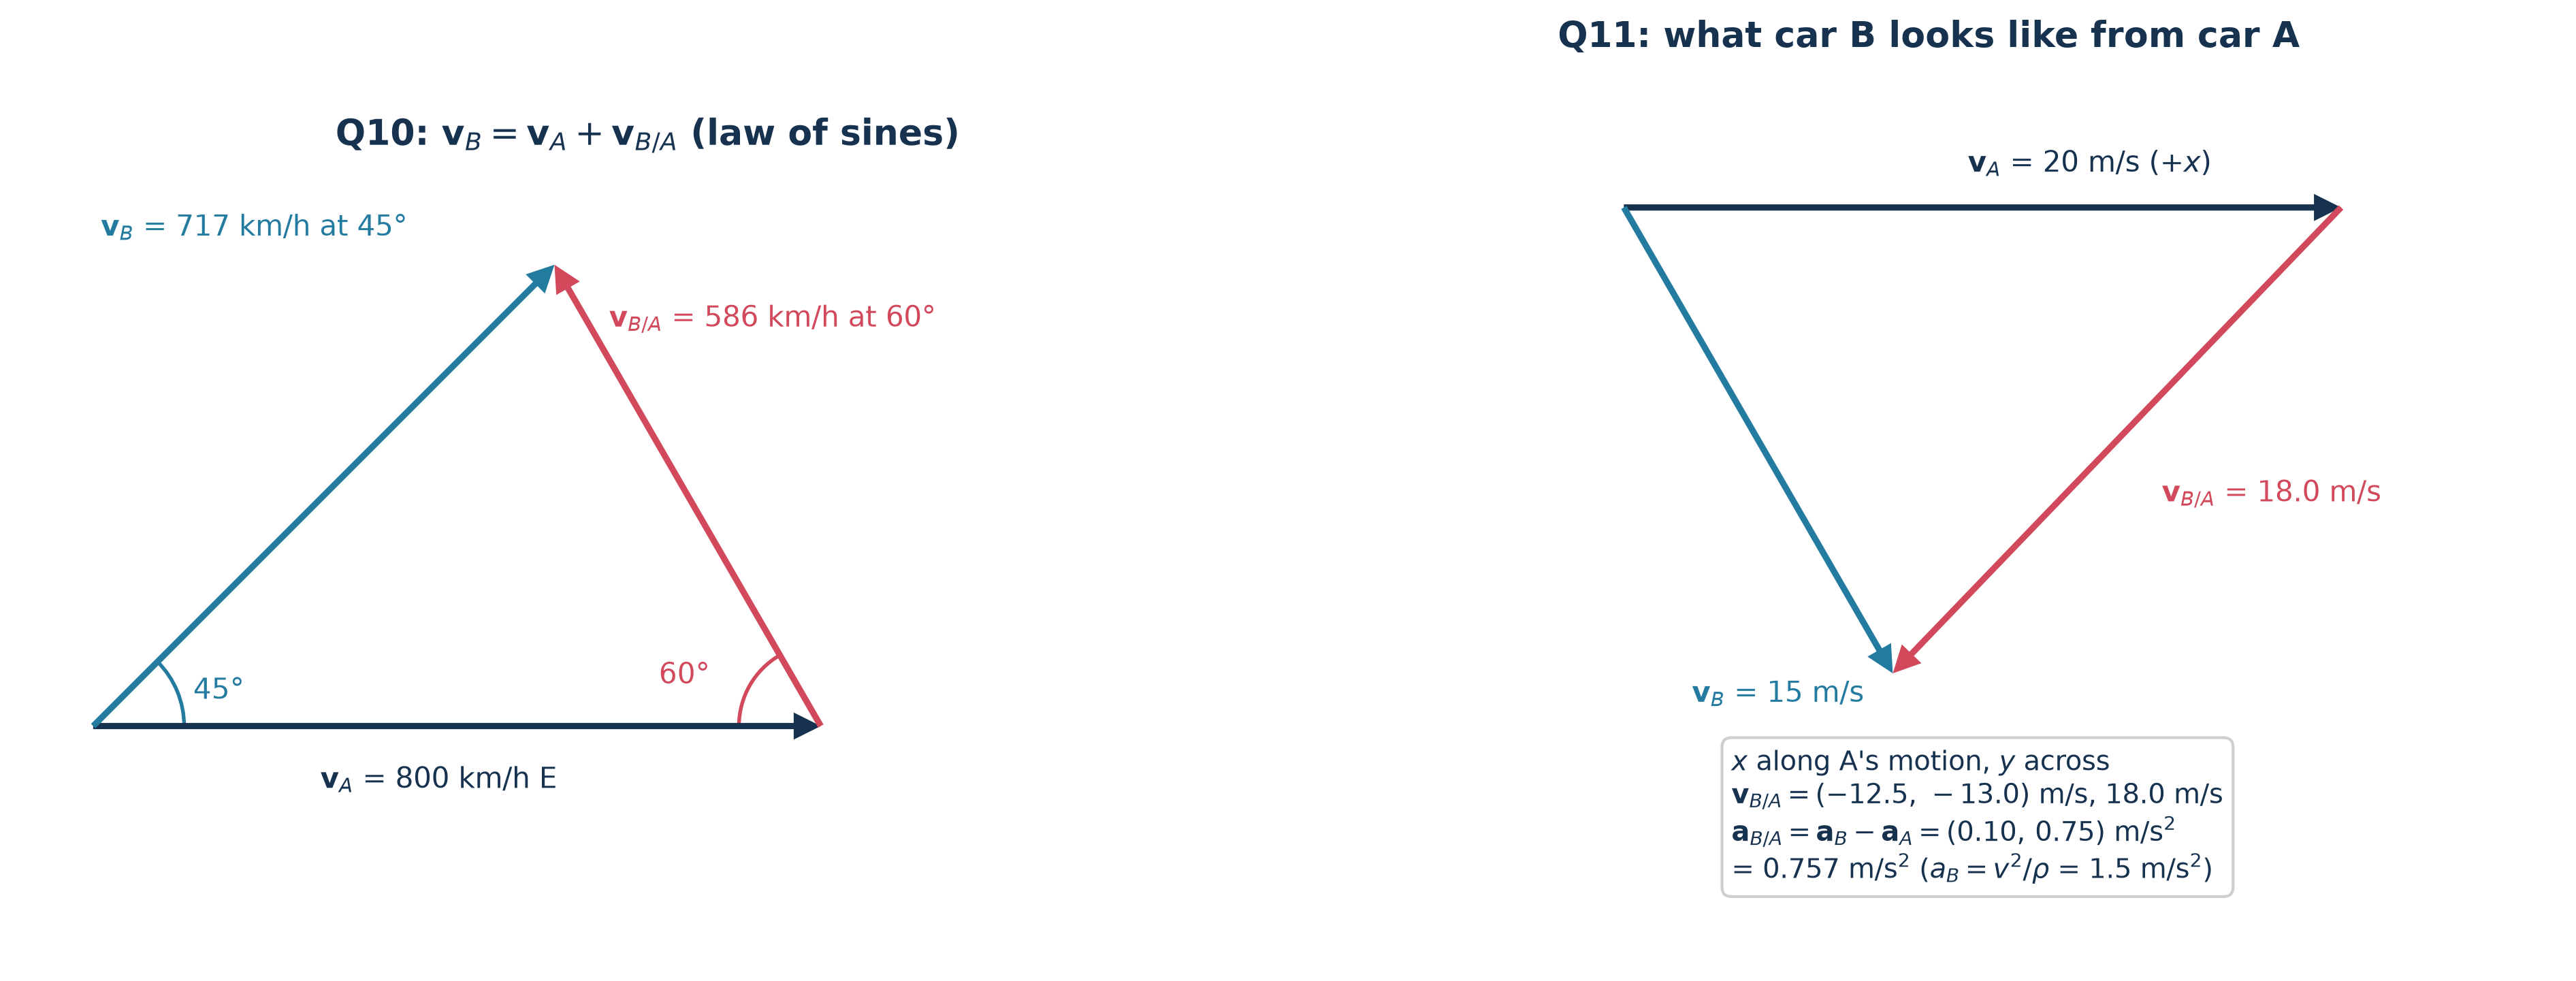 Q10: v_B = v_A + v_B/A (law of sines)
v_B = 717 km/h at 45°
v_B/A = 586 km/h at 60°
45°
60°
v_A = 800 km/h E
Q11: what car B looks like from car A
v_A = 20 m/s (+x)
v_B/A = 18.0 m/s
v_B = 15 m/s
x along A's motion, y across
v_B/A = (−12.5, −13.0) m/s, 18.0 m/s
a_B/A = a_B − a_A = (0.10, 0.75) m/s²
= 0.757 m/s² (a_B = v²/ρ = 1.5 m/s²)